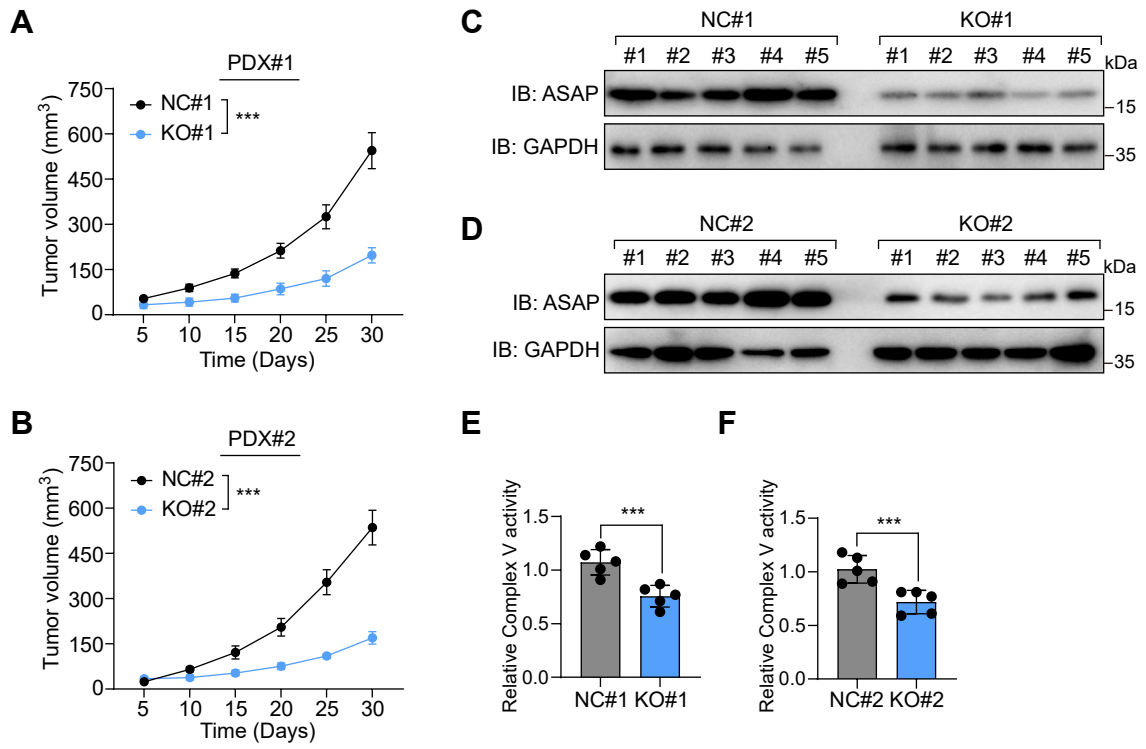 A
PDX#1
NC#1
KO#1
***
Tumor volume (mm³)
750
600
450
300
150
0
5 10 15 20 25 30
Time (Days)
B
PDX#2
NC#2
KO#2
***
Tumor volume (mm³)
750
600
450
300
150
0
5 10 15 20 25 30
Time (Days)
C
NC#1 KO#1
#1 #2 #3 #4 #5 #1 #2 #3 #4 #5 kDa
IB: ASAP
15
IB: GAPDH
35
D
NC#2 KO#2
#1 #2 #3 #4 #5 #1 #2 #3 #4 #5 kDa
IB: ASAP
15
IB: GAPDH
35
E
Relative Complex V activity
1.5
1.0
0.5
0.0
***
NC#1 KO#1
F
Relative Complex V activity
1.5
1.0
0.5
0.0
***
NC#2 KO#2